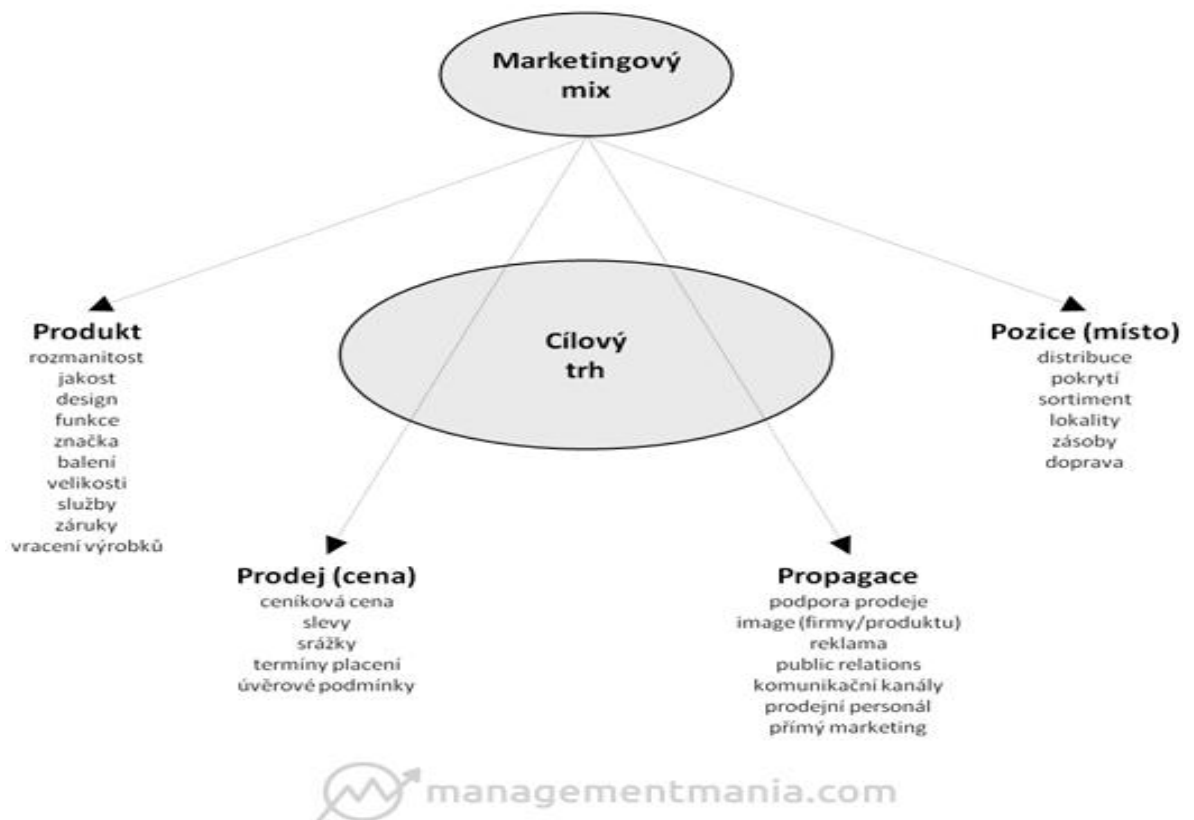 Marketingový
mix
Cílový
trh
Produkt
rozmanitost
jakost
design
funkce
značka
balení
velikosti
služby
záruky
vracení výrobků
Prodej (cena)
ceníková cena
slevy
srážky
termíny placení
úvěrové podmínky
Propagace
podpora prodeje
image (firmy/produktu)
reklama
public relations
komunikační kanály
prodejní personál
přímý marketing
Pozice (místo)
distribuce
pokrytí
sortiment
lokality
zásoby
doprava
managementmania.com